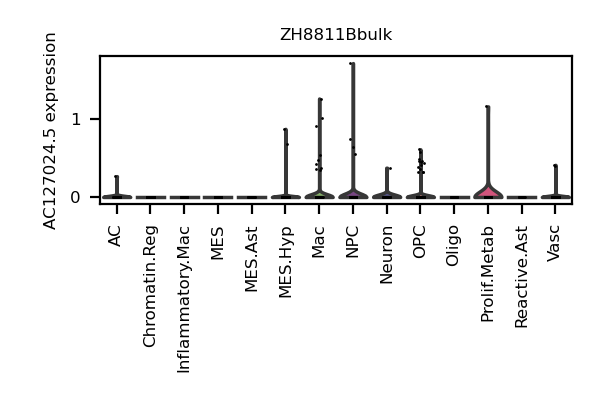 ZH8811Bbulk
AC127024.5 expression
1
0
AC
Chromatin.Reg
Inflammatory.Mac
MES
MES.Ast
MES.Hyp
Mac
NPC
Neuron
OPC
Oligo
Prolif.Metab
Reactive.Ast
Vasc